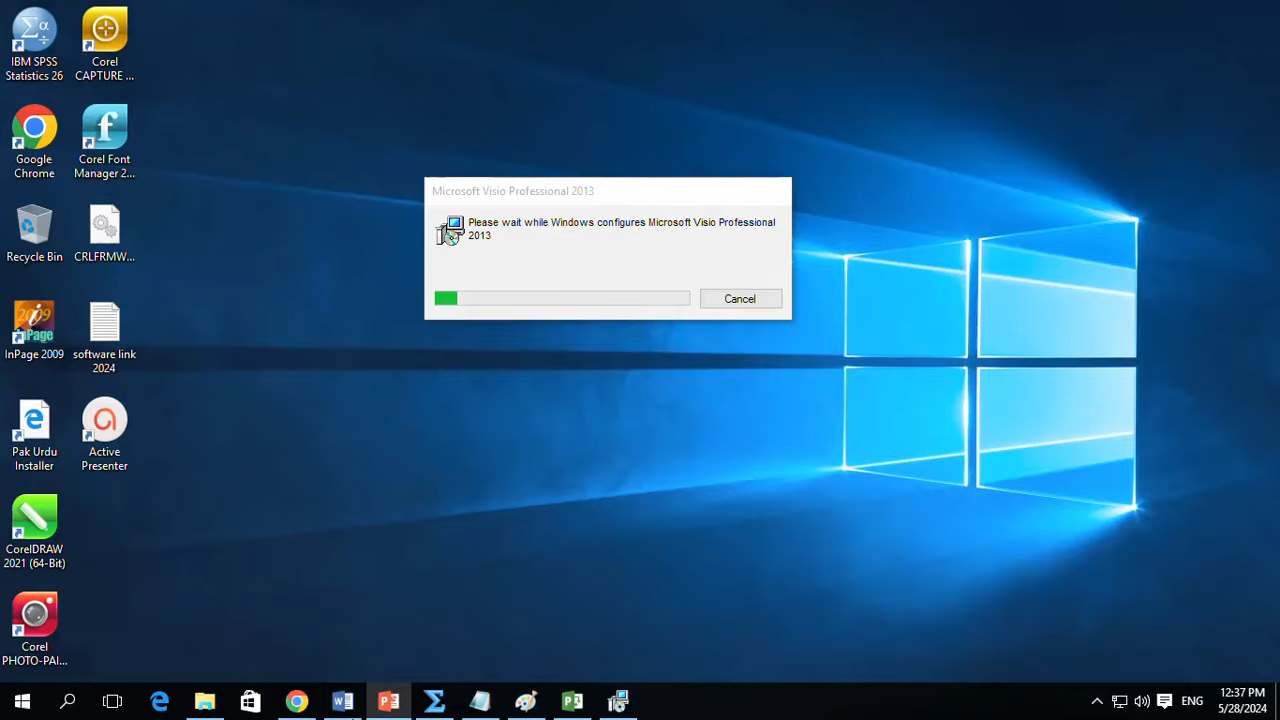 IBM SPSS
Statistics 26
Corel
CAPTURE ...
Google
Chrome
Corel Font
Manager 2...
Recycle Bin
CRLFRMW...
2009
InPage
InPage 2009
software link
2024
Pak Urdu
Installer
Active
Presenter
CorelDRAW
2021 (64-Bit)
Corel
PHOTO-PAI...
Microsoft Visio Professional 2013
Please wait while Windows configures Microsoft Visio Professional
2013
Cancel
ENG
12:37 PM
5/28/2024